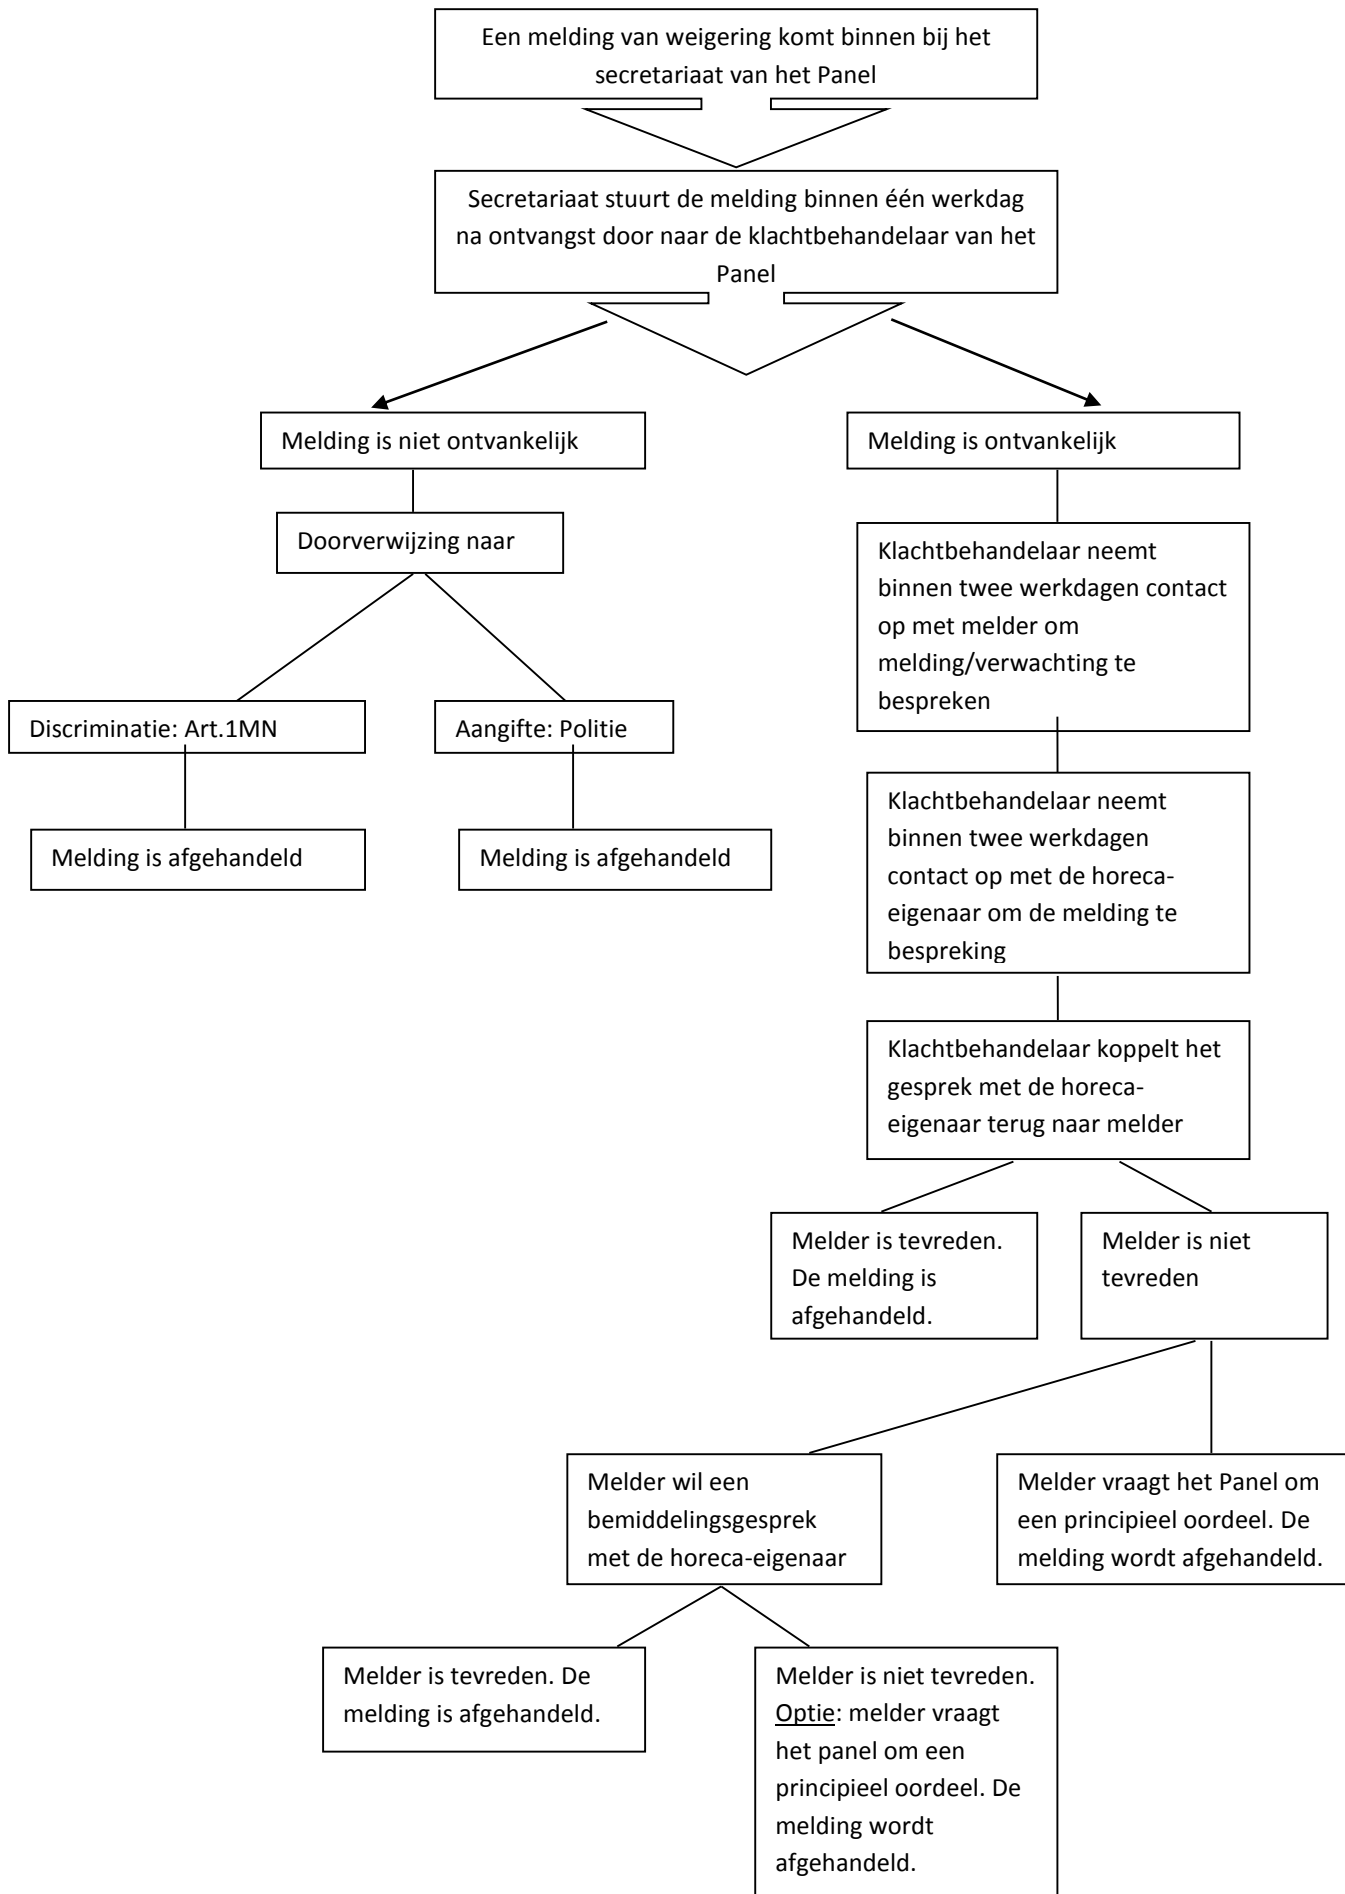 Een melding van weigering komt binnen bij het
secretariaat van het Panel
Secretariaat stuurt de melding binnen één werkdag
na ontvangst door naar de klachtbehandelaar van het
Panel
Melding is niet ontvankelijk
Melding is ontvankelijk
Doorverwijzing naar
Klachtbehandelaar neemt
binnen twee werkdagen contact
op met melder om
melding/verwachting te
bespreken
Discriminatie: Art.1MN
Aangifte: Politie
Melding is afgehandeld
Melding is afgehandeld
Klachtbehandelaar neemt
binnen twee werkdagen
contact op met de horeca-
eigenaar om de melding te
bespreking
Klachtbehandelaar koppelt het
gesprek met de horeca-
eigenaar terug naar melder
Melder is tevreden.
De melding is
afgehandeld.
Melder is niet
tevreden
Melder wil een
bemiddelingsgesprek
met de horeca-eigenaar
Melder vraagt het Panel om
een principieel oordeel. De
melding wordt afgehandeld.
Melder is tevreden. De
melding is afgehandeld.
Melder is niet tevreden.
Optie: melder vraagt
het panel om een
principieel oordeel. De
melding wordt
afgehandeld.